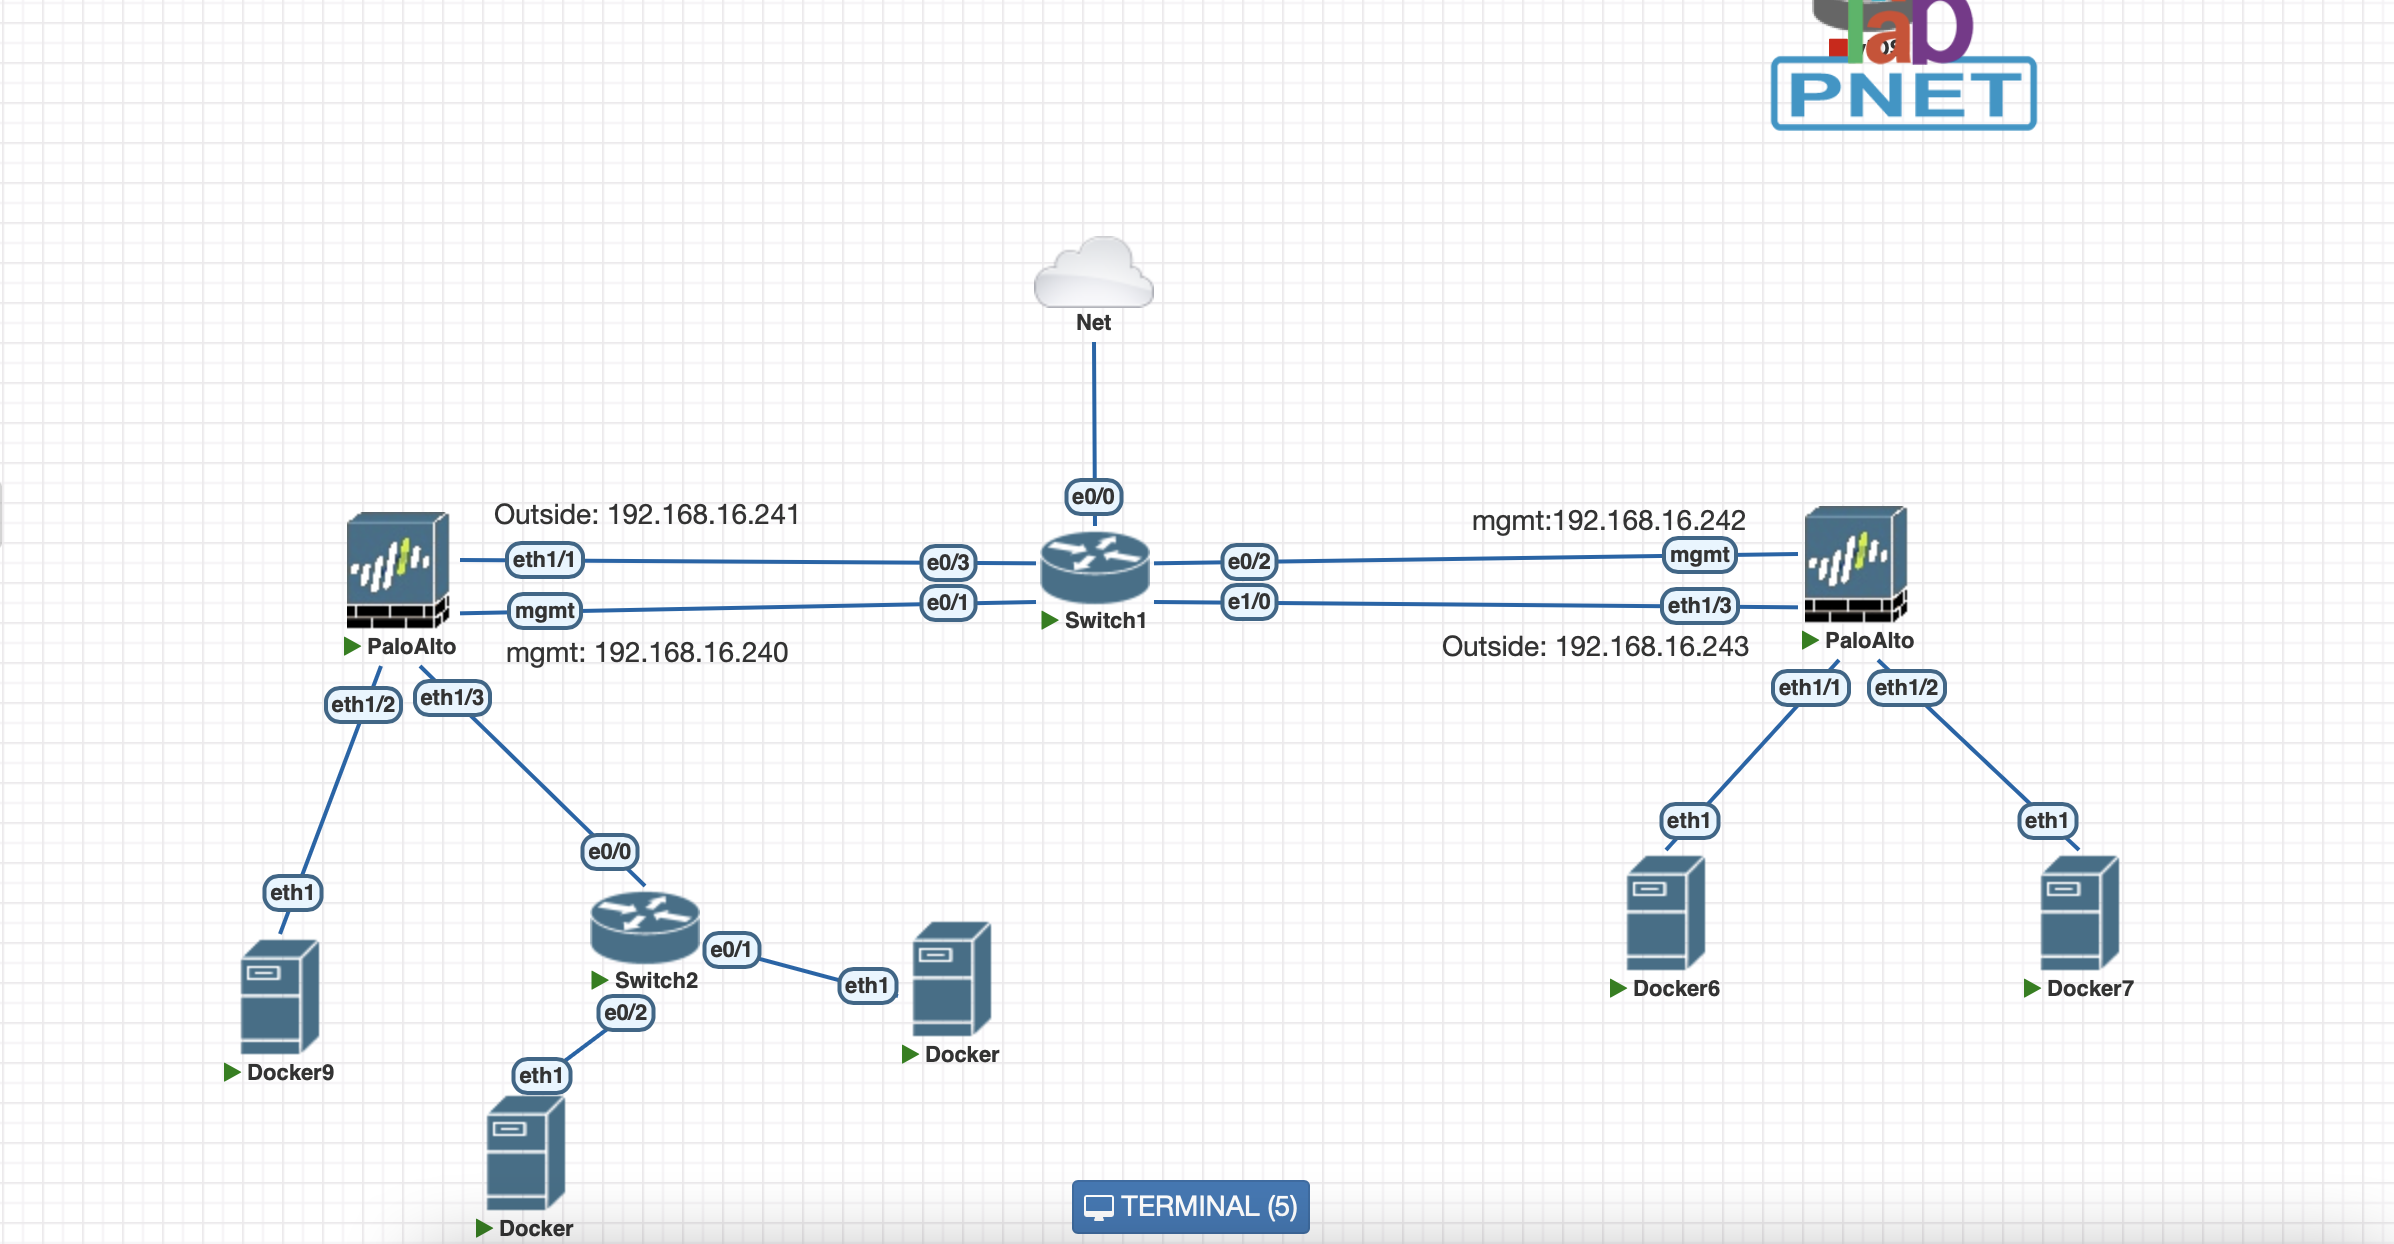 lab
PNET
Net
e0/0
Outside: 192.168.16.241
mgmt:192.168.16.242
eth1/1
e0/3
e0/2
mgmt
mgmt
e0/1
e1/0
eth1/3
Switch1
PaloAlto
mgmt: 192.168.16.240
Outside: 192.168.16.243
PaloAlto
eth1/2
eth1/3
eth1/1
eth1/2
eth1
eth1
e0/0
eth1
e0/1
Switch2
eth1
Docker6
Docker7
e0/2
Docker
Docker9
eth1
TERMINAL (5)
Docker